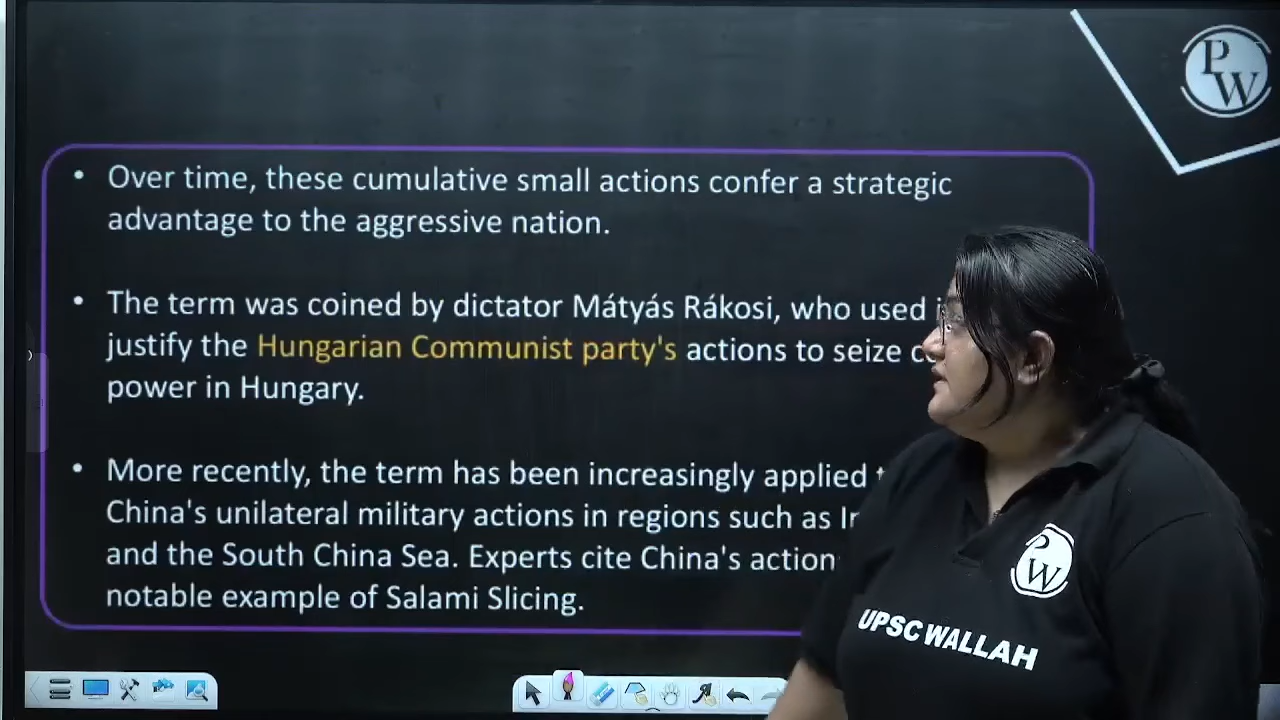 PW
• Over time, these cumulative small actions confer a strategic
advantage to the aggressive nation.
• The term was coined by dictator Mátyás Rákosi, who used
justify the Hungarian Communist party's actions to seize
power in Hungary.
• More recently, the term has been increasingly applied
China's unilateral military actions in regions such as
and the South China Sea. Experts cite China's action
notable example of Salami Slicing.
PW
UPSC WALLAH